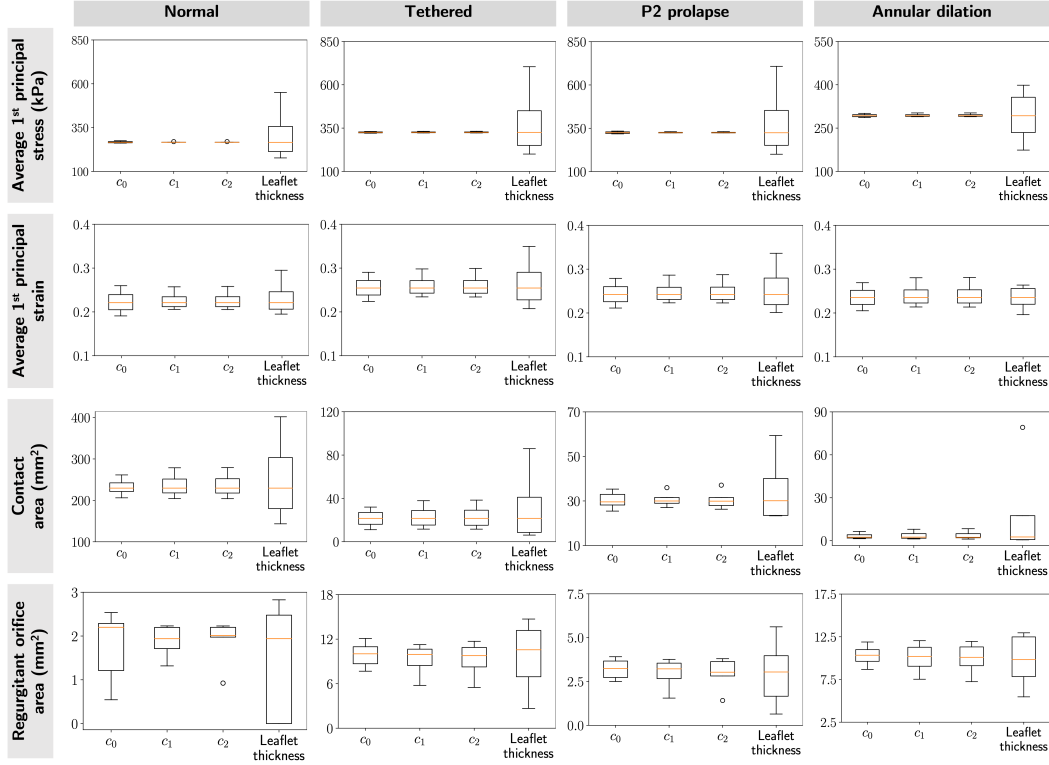 Normal
Tethered
P2 prolapse
Annular dilation
Average 1st principal
stress (kPa)
850
600
350
100
c0
c1
c2
Leaflet
thickness
850
600
350
100
c0
c1
c2
Leaflet
thickness
850
600
350
100
c0
c1
c2
Leaflet
thickness
550
400
250
100
c0
c1
c2
Leaflet
thickness
Average 1st principal
strain
0.4
0.3
0.2
0.1
c0
c1
c2
Leaflet
thickness
0.4
0.3
0.2
0.1
c0
c1
c2
Leaflet
thickness
0.4
0.3
0.2
0.1
c0
c1
c2
Leaflet
thickness
0.4
0.3
0.2
0.1
c0
c1
c2
Leaflet
thickness
Contact
area (mm2)
400
300
200
100
c0
c1
c2
Leaflet
thickness
120
80
40
0
c0
c1
c2
Leaflet
thickness
70
50
30
10
c0
c1
c2
Leaflet
thickness
90
60
30
0
c0
c1
c2
Leaflet
thickness
Regurgitant orifice
area (mm2)
3
2
1
0
c0
c1
c2
Leaflet
thickness
18
12
6
0
c0
c1
c2
Leaflet
thickness
7.5
5.0
2.5
0.0
c0
c1
c2
Leaflet
thickness
17.5
12.5
7.5
2.5
c0
c1
c2
Leaflet
thickness